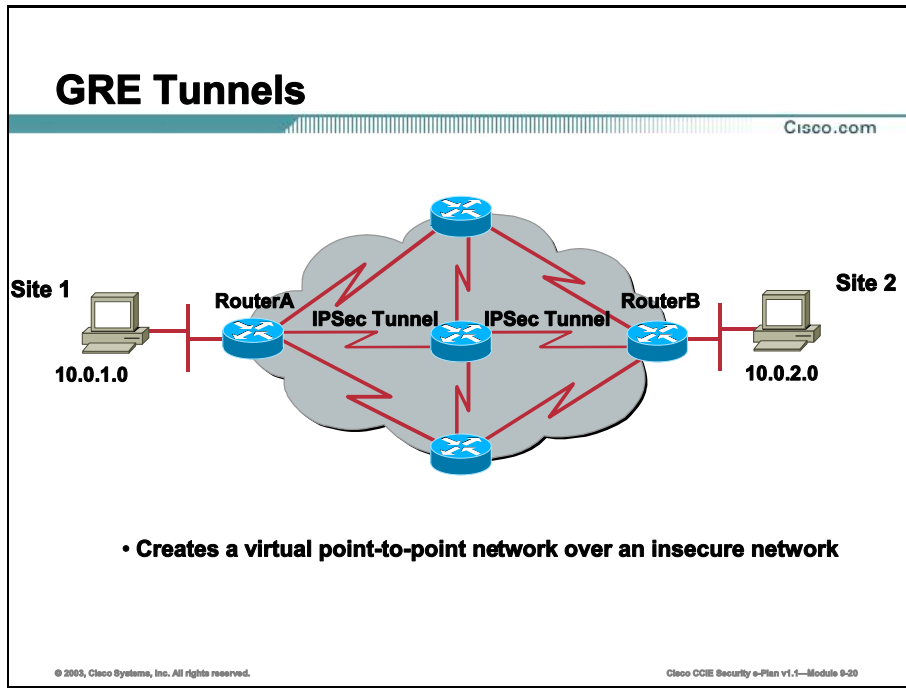 GRE Tunnels
Cisco.com
Site 1
Site 2
RouterA
RouterB
IPSec Tunnel
IPSec Tunnel
10.0.1.0
10.0.2.0
• Creates a virtual point-to-point network over an insecure network
© 2003, Cisco Systems, Inc. All rights reserved.
Cisco CCIE Security e-Plan v1.1—Module 9-20